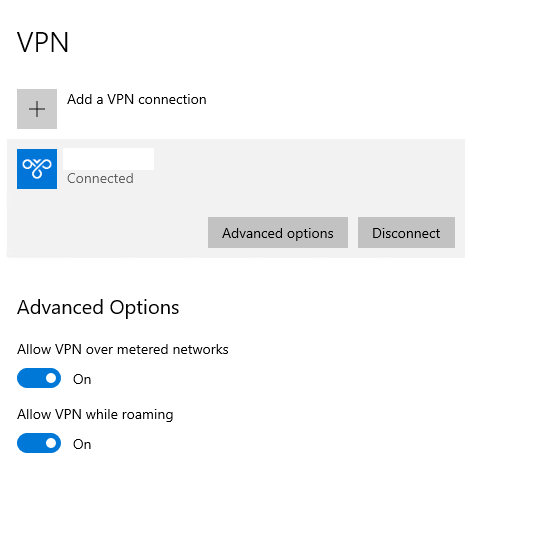 VPN
Add a VPN connection
Connected
Advanced options
Disconnect
Advanced Options
Allow VPN over metered networks
On
Allow VPN while roaming
On